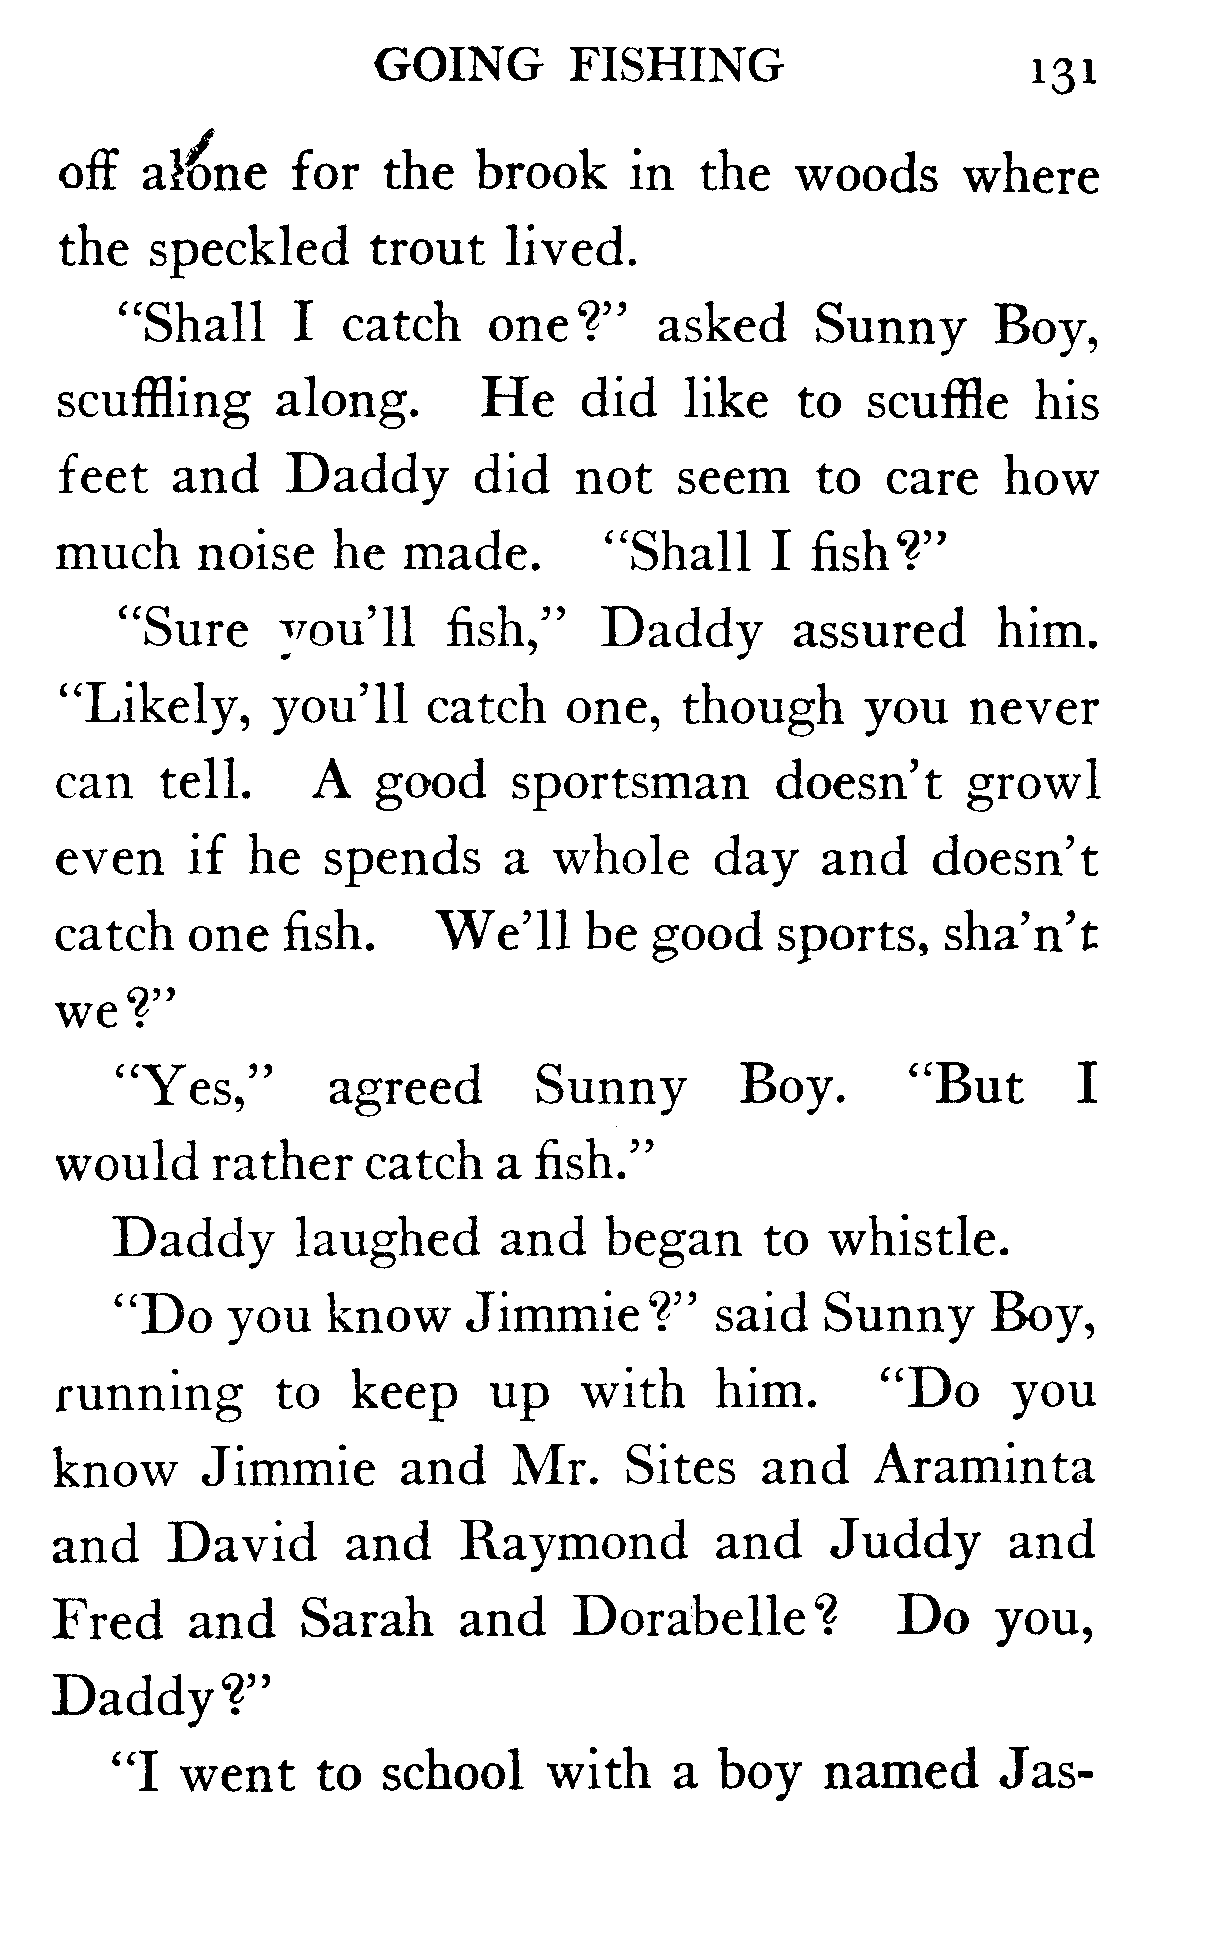 GOING FISHING 131
off alone for the brook in the woods where
the speckled trout lived.
“Shall I catch one?” asked Sunny Boy,
scuffling along. He did like to scuffle his
feet and Daddy did not seem to care how
much noise he made. “Shall I fish?”
“Sure you’ll fish,” Daddy assured him.
“Likely, you’ll catch one, though you never
can tell. A good sportsman doesn’t growl
even if he spends a whole day and doesn’t
catch one fish. We’ll be good sports, sha’n’t
we?”
“Yes,” agreed Sunny Boy. “But I
would rather catch a fish.”
Daddy laughed and began to whistle.
“Do you know Jimmie?” said Sunny Boy,
running to keep up with him. “Do you
know Jimmie and Mr. Sites and Araminta
and David and Raymond and Juddy and
Fred and Sarah and Dorabelle? Do you,
Daddy?”
“I went to school with a boy named Jas-